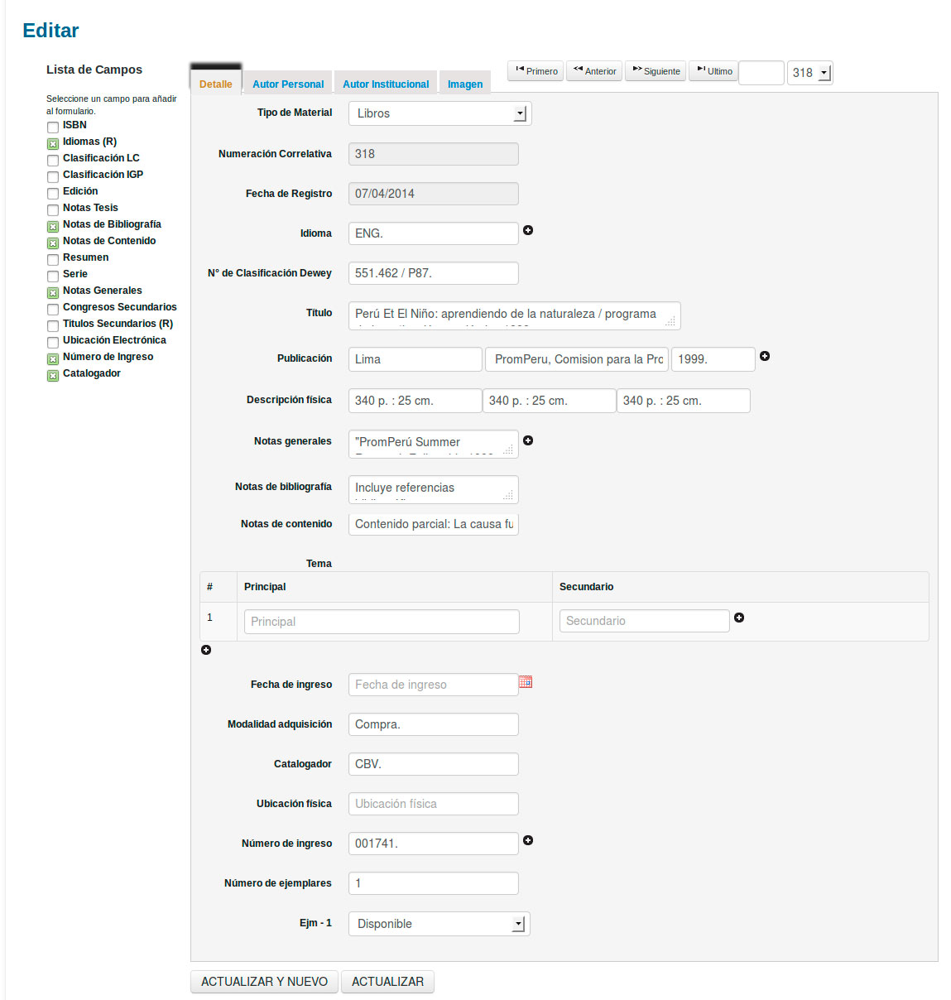 Editar
Lista de Campos
Seleccione un campo para añadir
al formulario.
ISBN
Idiomas (R)
Clasificación LC
Clasificación IGP
Edición
Notas Tesis
Notas de Bibliografía
Notas de Contenido
Resumen
Serie
Notas Generales
Congresos Secundarios
Titulos Secundarios (R)
Ubicación Electrónica
Número de Ingreso
Catalogador
Detalle Autor Personal Autor Institucional Imagen
Primero Anterior Siguiente Ultimo 318
Tipo de Material Libros
Numeración Correlativa 318
Fecha de Registro 07/04/2014
Idioma ENG.
N° de Clasificación Dewey 551.462 / P87.
Título Perú Et El Niño: aprendiendo de la naturaleza / programa
Publicación Lima PromPeru, Comision para la Pro 1999.
Descripción física 340 p. : 25 cm. 340 p. : 25 cm. 340 p. : 25 cm.
Notas generales "PromPerú Summer
Notas de bibliografía Incluye referencias
Notas de contenido Contenido parcial: La causa fu
Tema
# Principal Secundario
1 Principal Secundario
Fecha de ingreso Fecha de ingreso
Modalidad adquisición Compra.
Catalogador CBV.
Ubicación física Ubicación física
Número de ingreso 001741.
Número de ejemplares 1
Ejm - 1 Disponible
ACTUALIZAR Y NUEVO ACTUALIZAR